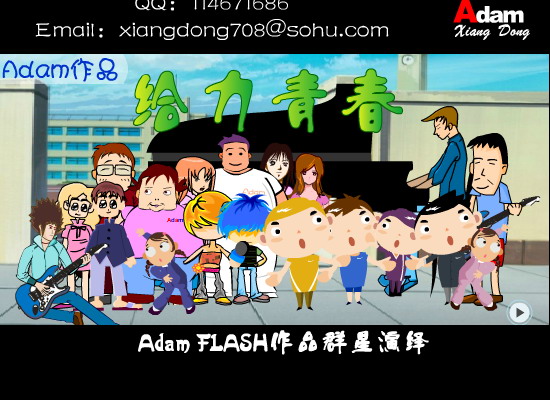 QQ: 114671686
Email: xiangdong708@sohu.com
Adam
Xiang Dong
Adam作品
给力青春
Adam
Adam
Adam FLASH作品群星演绎